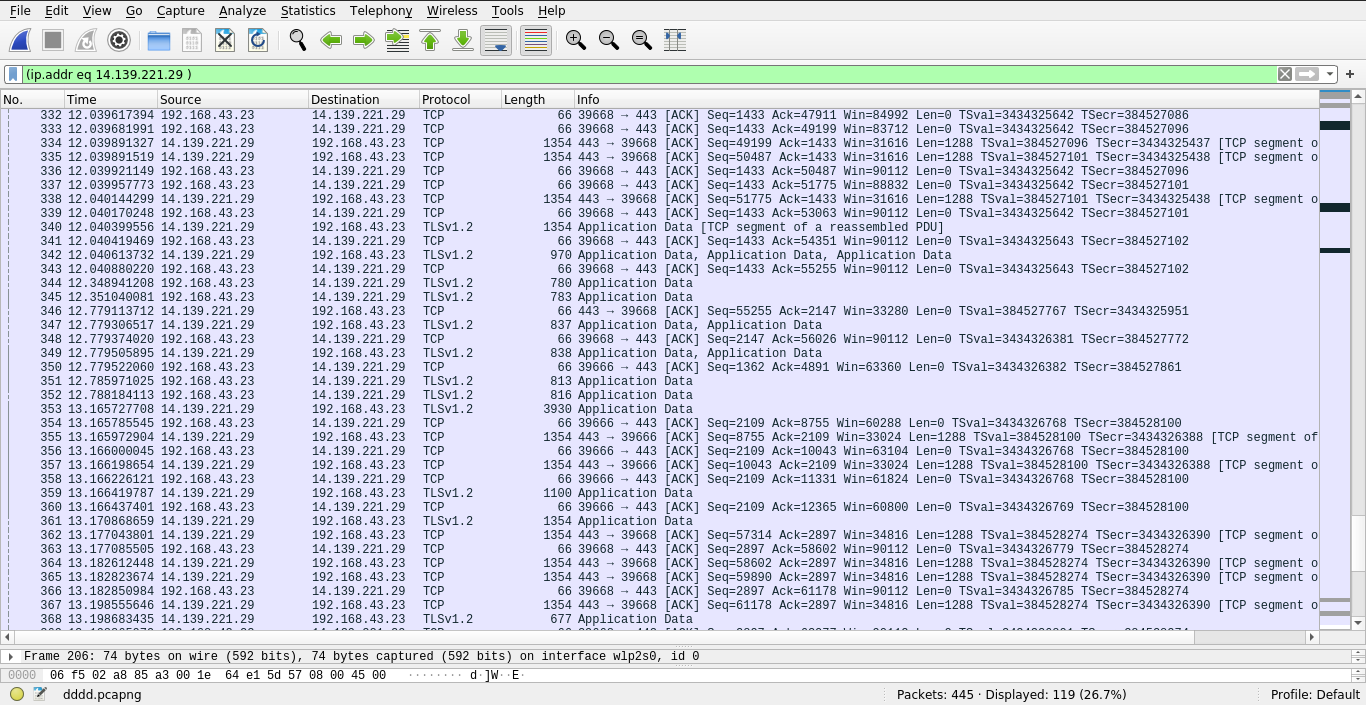 File Edit View Go Capture Analyze Statistics Telephony Wireless Tools Help
(ip.addr eq 14.139.221.29 )
No. Time Source Destination Protocol Length Info
332 12.039617394 192.168.43.23 14.139.221.29 TCP 66 39668 → 443 [ACK] Seq=1433 Ack=47911 Win=84992 Len=0 TSval=3434325642 TSecr=384527086
333 12.039681991 192.168.43.23 14.139.221.29 TCP 66 39668 → 443 [ACK] Seq=1433 Ack=49199 Win=83712 Len=0 TSval=3434325642 TSecr=384527096
334 12.039891327 14.139.221.29 192.168.43.23 TCP 1354 443 → 39668 [ACK] Seq=49199 Ack=1433 Win=31616 Len=1288 TSval=384527096 TSecr=3434325437 [TCP segment o
335 12.039891519 14.139.221.29 192.168.43.23 TCP 1354 443 → 39668 [ACK] Seq=50487 Ack=1433 Win=31616 Len=1288 TSval=384527101 TSecr=3434325438 [TCP segment o
336 12.039921149 192.168.43.23 14.139.221.29 TCP 66 39668 → 443 [ACK] Seq=1433 Ack=50487 Win=90112 Len=0 TSval=3434325642 TSecr=384527096
337 12.039957773 192.168.43.23 14.139.221.29 TCP 66 39668 → 443 [ACK] Seq=1433 Ack=51775 Win=88832 Len=0 TSval=3434325642 TSecr=384527101
338 12.040144299 14.139.221.29 192.168.43.23 TCP 1354 443 → 39668 [ACK] Seq=51775 Ack=1433 Win=31616 Len=1288 TSval=384527101 TSecr=3434325438 [TCP segment o
339 12.040170248 192.168.43.23 14.139.221.29 TCP 66 39668 → 443 [ACK] Seq=1433 Ack=53063 Win=90112 Len=0 TSval=3434325642 TSecr=384527101
340 12.040399556 14.139.221.29 192.168.43.23 TLSv1.2 1354 Application Data [TCP segment of a reassembled PDU]
341 12.040419469 192.168.43.23 14.139.221.29 TCP 66 39668 → 443 [ACK] Seq=1433 Ack=54351 Win=90112 Len=0 TSval=3434325643 TSecr=384527102
342 12.040613732 14.139.221.29 192.168.43.23 TLSv1.2 970 Application Data, Application Data, Application Data
343 12.040880220 192.168.43.23 14.139.221.29 TCP 66 39668 → 443 [ACK] Seq=1433 Ack=55255 Win=90112 Len=0 TSval=3434325643 TSecr=384527102
344 12.348941208 192.168.43.23 14.139.221.29 TLSv1.2 780 Application Data
345 12.351040081 192.168.43.23 14.139.221.29 TLSv1.2 783 Application Data
346 12.779113712 14.139.221.29 192.168.43.23 TCP 66 443 → 39668 [ACK] Seq=55255 Ack=2147 Win=33280 Len=0 TSval=384527767 TSecr=3434325951
347 12.779306517 14.139.221.29 192.168.43.23 TLSv1.2 837 Application Data, Application Data
348 12.779374020 192.168.43.23 14.139.221.29 TCP 66 39668 → 443 [ACK] Seq=2147 Ack=56026 Win=90112 Len=0 TSval=3434326381 TSecr=384527772
349 12.779505895 14.139.221.29 192.168.43.23 TLSv1.2 838 Application Data, Application Data
350 12.779522060 192.168.43.23 14.139.221.29 TCP 66 39666 → 443 [ACK] Seq=1362 Ack=4891 Win=63360 Len=0 TSval=3434326382 TSecr=384527861
351 12.785971025 192.168.43.23 14.139.221.29 TLSv1.2 813 Application Data
352 12.788184113 192.168.43.23 14.139.221.29 TLSv1.2 816 Application Data
353 13.165727708 14.139.221.29 192.168.43.23 TLSv1.2 3930 Application Data
354 13.165785545 192.168.43.23 14.139.221.29 TCP 66 39666 → 443 [ACK] Seq=2109 Ack=8755 Win=60288 Len=0 TSval=3434326768 TSecr=384528100
355 13.165972904 14.139.221.29 192.168.43.23 TCP 1354 443 → 39666 [ACK] Seq=8755 Ack=2109 Win=33024 Len=1288 TSval=384528100 TSecr=3434326388 [TCP segment of
356 13.166000045 192.168.43.23 14.139.221.29 TCP 66 39666 → 443 [ACK] Seq=2109 Ack=10043 Win=63104 Len=0 TSval=3434326768 TSecr=384528100
357 13.166198654 14.139.221.29 192.168.43.23 TCP 1354 443 → 39666 [ACK] Seq=10043 Ack=2109 Win=33024 Len=1288 TSval=384528100 TSecr=3434326388 [TCP segment o
358 13.166226121 192.168.43.23 14.139.221.29 TCP 66 39666 → 443 [ACK] Seq=2109 Ack=11331 Win=61824 Len=0 TSval=3434326768 TSecr=384528100
359 13.166419787 14.139.221.29 192.168.43.23 TLSv1.2 1100 Application Data
360 13.166437401 192.168.43.23 14.139.221.29 TCP 66 39666 → 443 [ACK] Seq=2109 Ack=12365 Win=60800 Len=0 TSval=3434326769 TSecr=384528100
361 13.170868659 14.139.221.29 192.168.43.23 TLSv1.2 1354 Application Data
362 13.177043801 14.139.221.29 192.168.43.23 TCP 1354 443 → 39668 [ACK] Seq=57314 Ack=2897 Win=34816 Len=1288 TSval=384528274 TSecr=3434326390 [TCP segment o
363 13.177085505 192.168.43.23 14.139.221.29 TCP 66 39668 → 443 [ACK] Seq=2897 Ack=58602 Win=90112 Len=0 TSval=3434326779 TSecr=384528274
364 13.182612448 14.139.221.29 192.168.43.23 TCP 1354 443 → 39668 [ACK] Seq=58602 Ack=2897 Win=34816 Len=1288 TSval=384528274 TSecr=3434326390 [TCP segment o
365 13.182823674 14.139.221.29 192.168.43.23 TCP 1354 443 → 39668 [ACK] Seq=59890 Ack=2897 Win=34816 Len=1288 TSval=384528274 TSecr=3434326390 [TCP segment o
366 13.182850984 192.168.43.23 14.139.221.29 TCP 66 39668 → 443 [ACK] Seq=2897 Ack=61178 Win=90112 Len=0 TSval=3434326785 TSecr=384528274
367 13.198555646 14.139.221.29 192.168.43.23 TCP 1354 443 → 39668 [ACK] Seq=61178 Ack=2897 Win=34816 Len=1288 TSval=384528274 TSecr=3434326390 [TCP segment o
368 13.198683435 14.139.221.29 192.168.43.23 TLSv1.2 677 Application Data
Frame 206: 74 bytes on wire (592 bits), 74 bytes captured (592 bits) on interface wlp2s0, id 0
0000 06 f5 02 a8 85 a3 00 1e 64 e1 5d 57 08 00 45 00 ········ d·]W··E·
dddd.pcapng Packets: 445 · Displayed: 119 (26.7%) Profile: Default